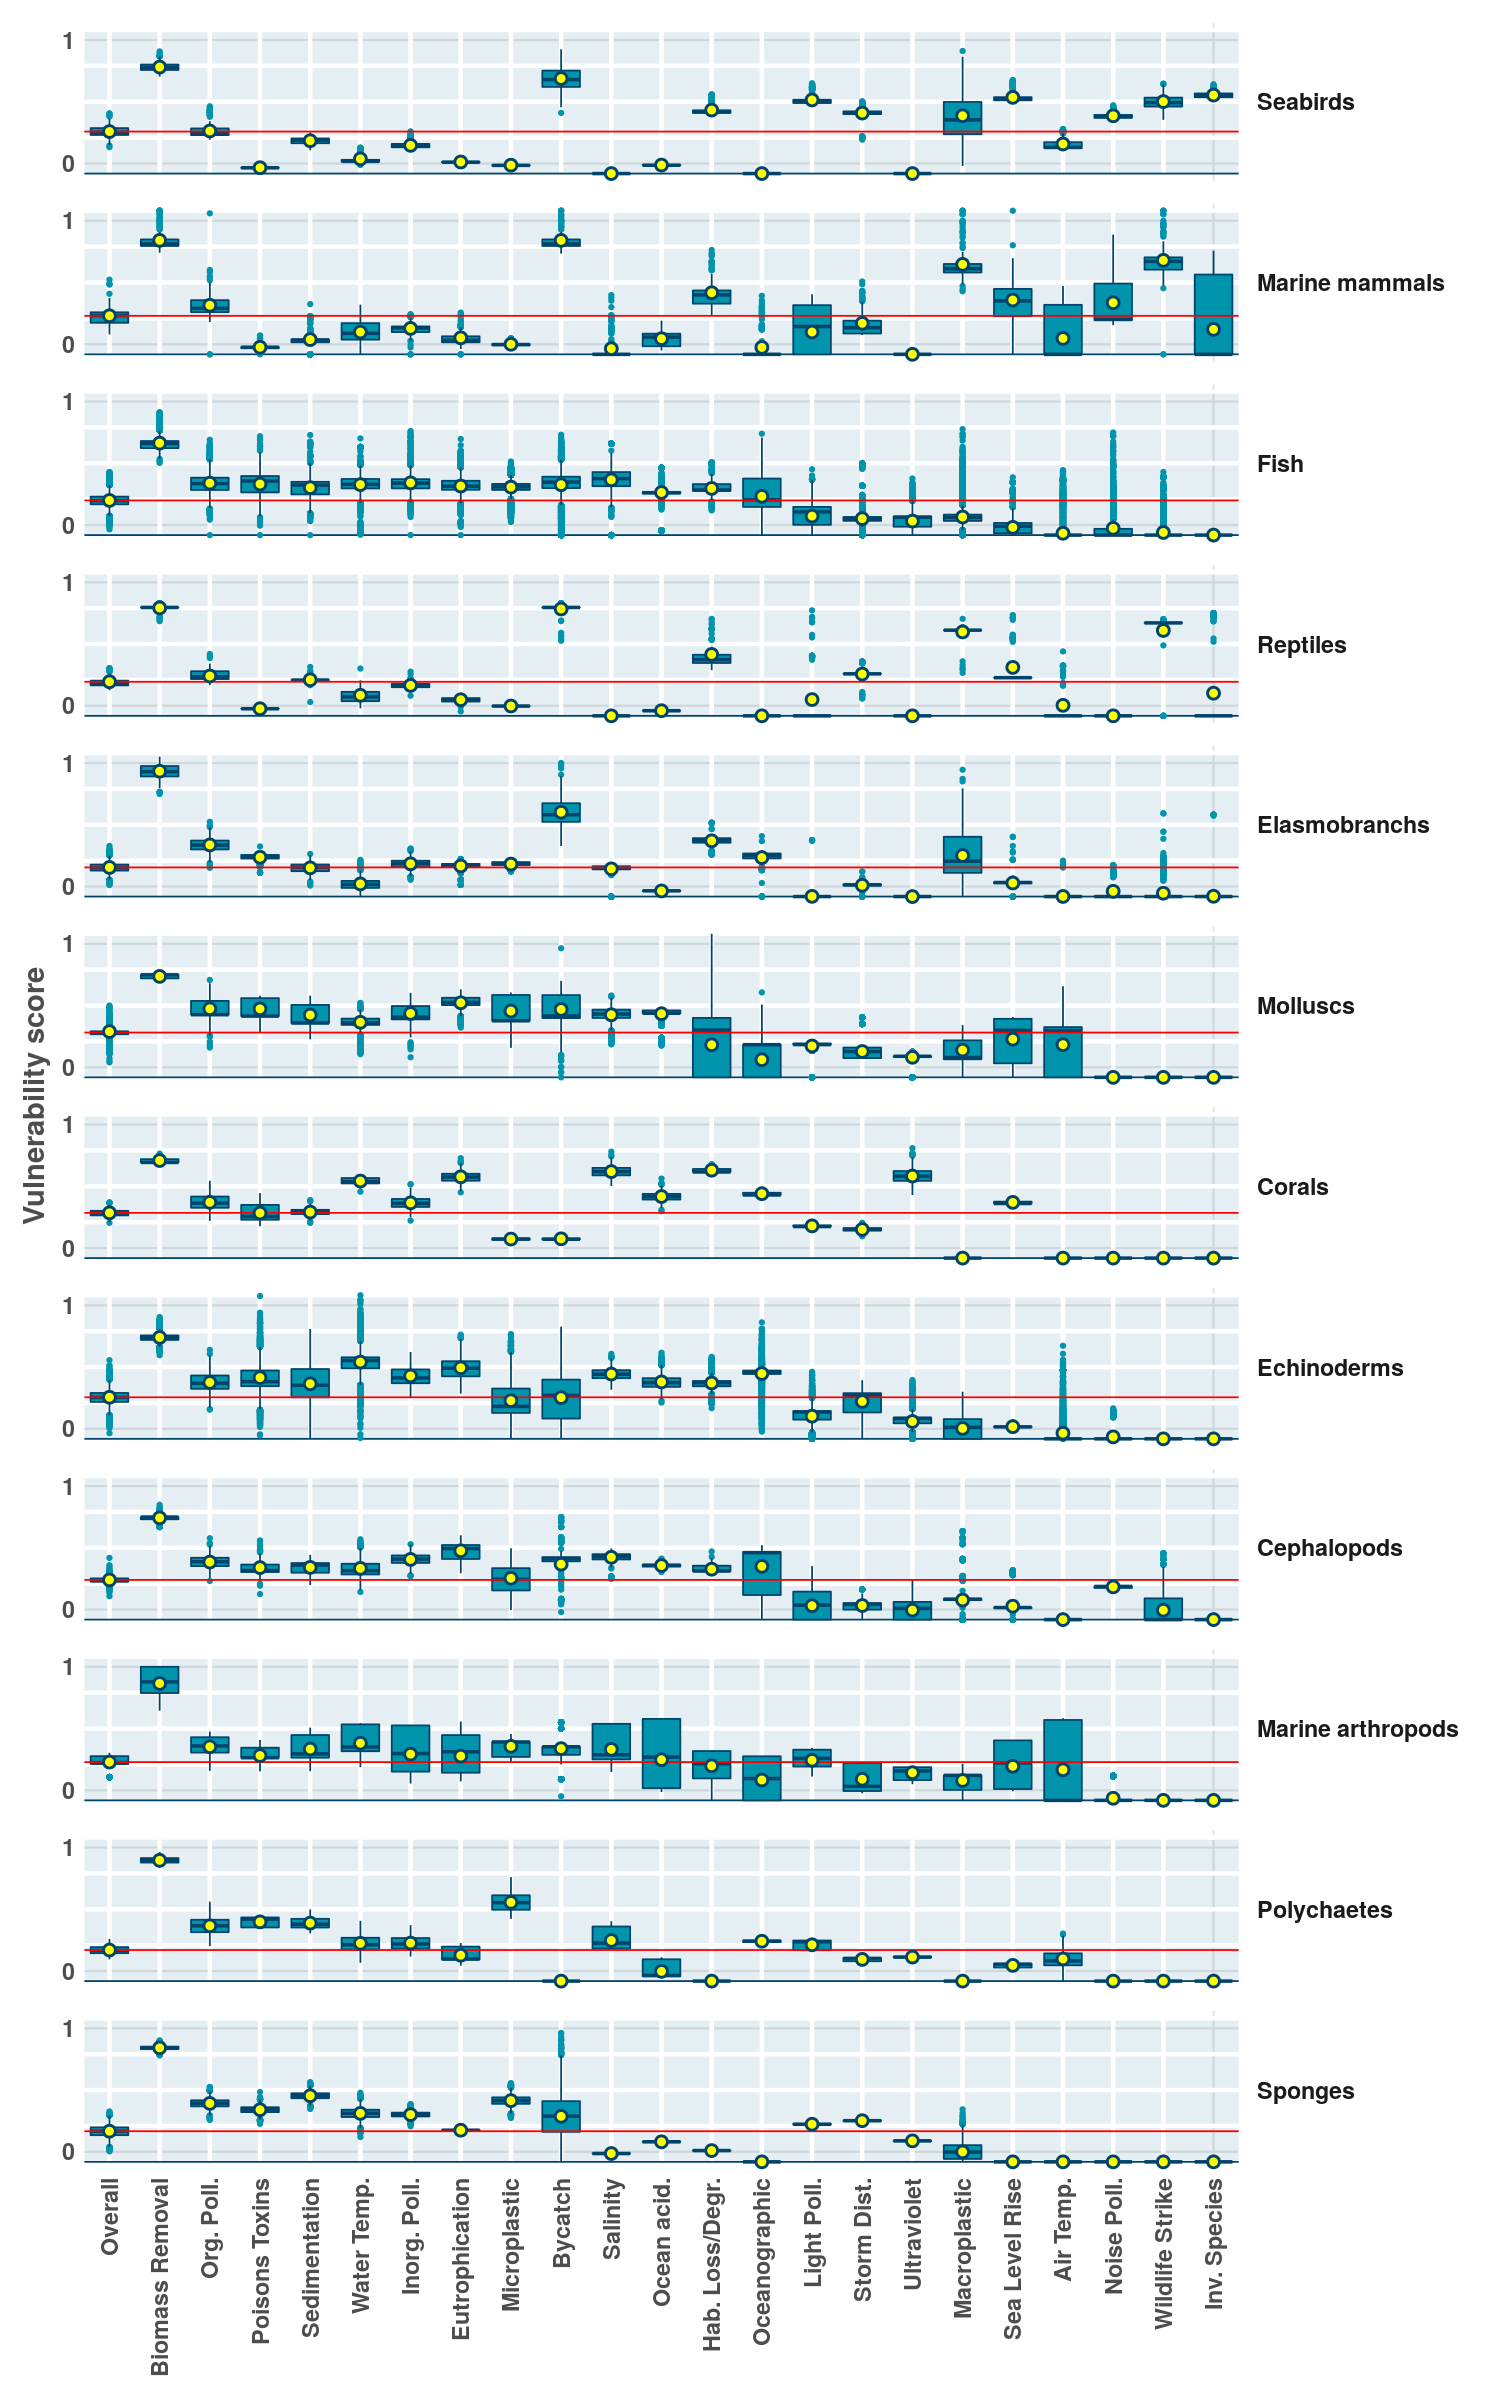 Vulnerability score
1
0
Seabirds
1
0
Marine mammals
1
0
Fish
1
0
Reptiles
1
0
Elasmobranchs
1
0
Molluscs
1
0
Corals
1
0
Echinoderms
1
0
Cephalopods
1
0
Marine arthropods
1
0
Polychaetes
1
0
Sponges
Overall
Biomass Removal
Org. Poll.
Poisons Toxins
Sedimentation
Water Temp.
Inorg. Poll.
Eutrophication
Microplastic
Bycatch
Salinity
Ocean acid.
Hab. Loss/Degr.
Oceanographic
Light Poll.
Storm Dist.
Ultraviolet
Macroplastic
Sea Level Rise
Air Temp.
Noise Poll.
Wildlife Strike
Inv. Species